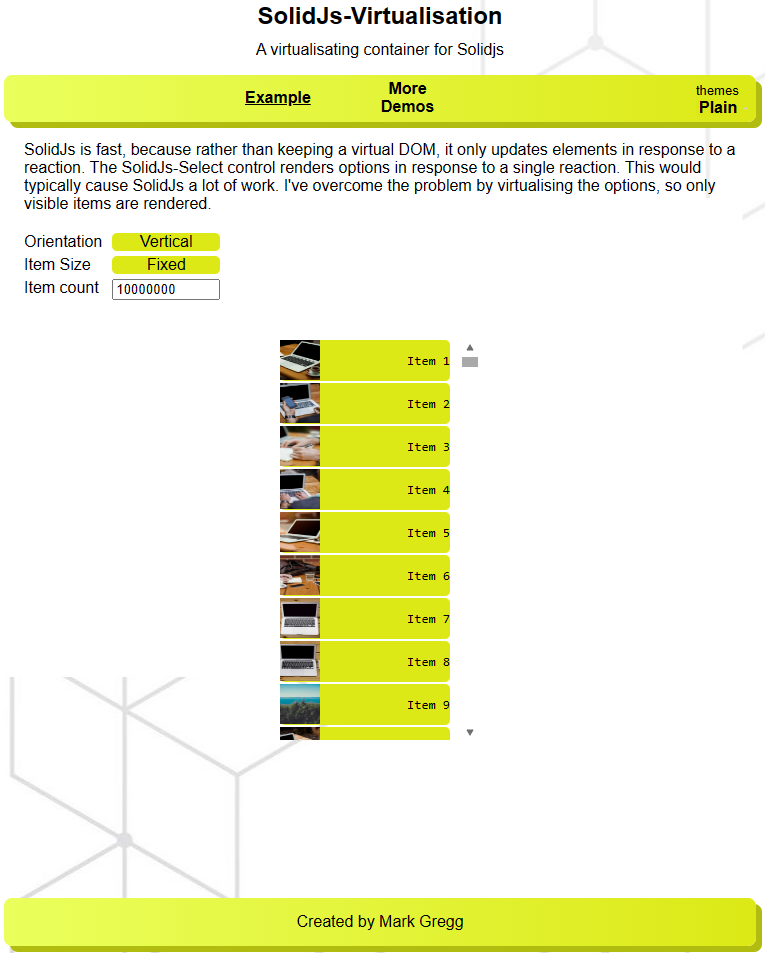 SolidJs-Virtualisation
A virtualisating container for Solidjs
Example
More
Demos
themes
Plain
SolidJs is fast, because rather than keeping a virtual DOM, it only updates elements in response to a
reaction. The SolidJs-Select control renders options in response to a single reaction. This would
typically cause SolidJs a lot of work. I've overcome the problem by virtualising the options, so only
visible items are rendered.
Orientation Vertical
Item Size Fixed
Item count 10000000
Item 1
Item 2
Item 3
Item 4
Item 5
Item 6
Item 7
Item 8
Item 9
Created by Mark Gregg